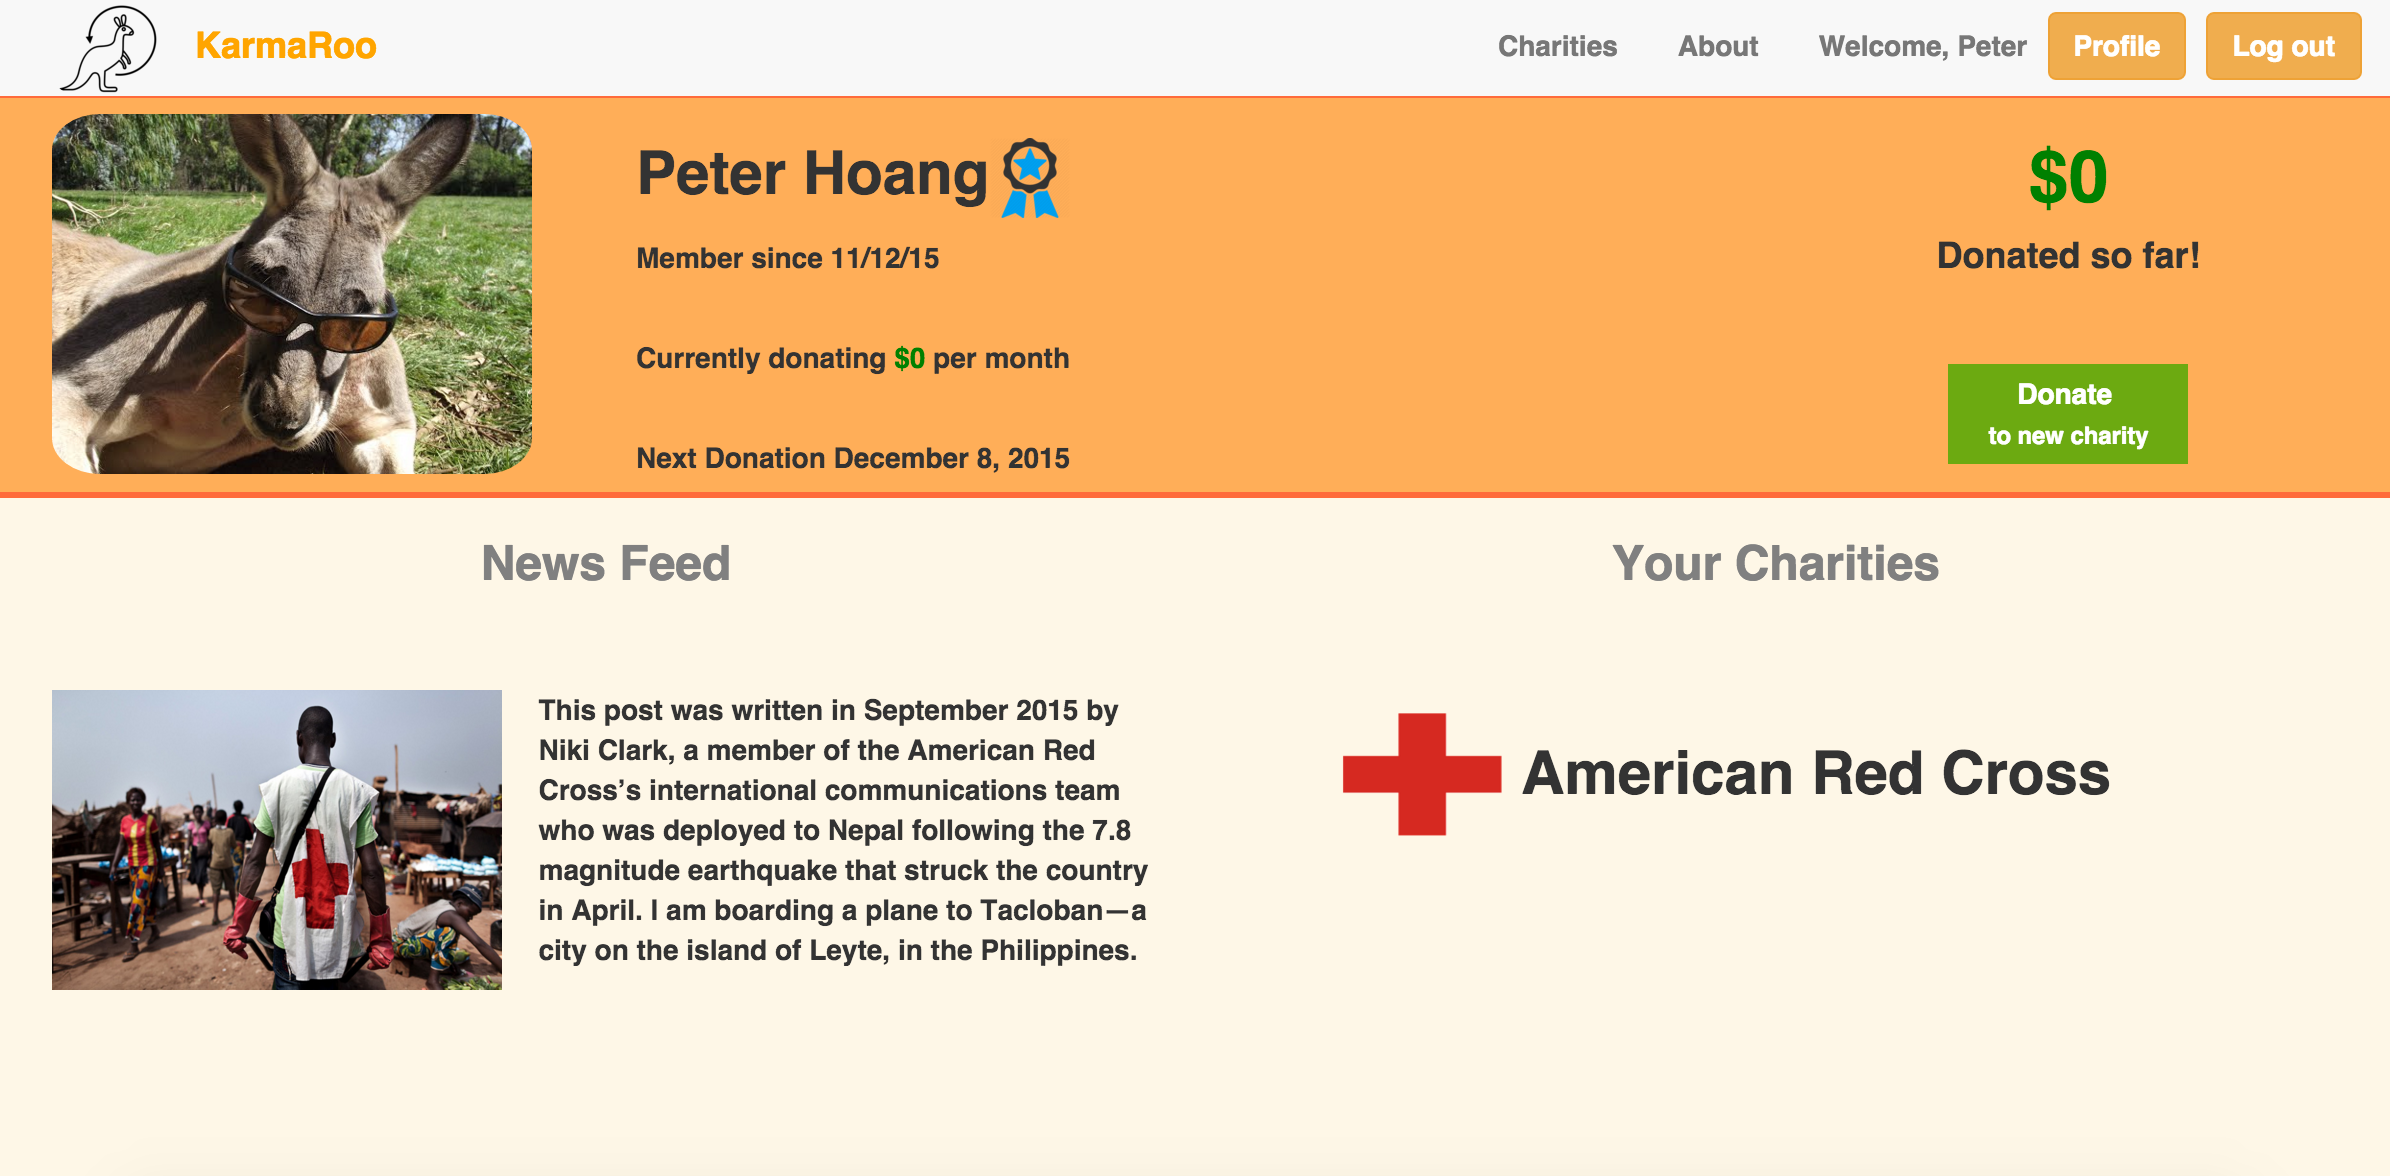 KarmaRoo
Charities
About
Welcome, Peter
Profile
Log out
Peter Hoang
Member since 11/12/15
Currently donating $0 per month
Next Donation December 8, 2015
$0
Donated so far!
Donate
to new charity
News Feed
This post was written in September 2015 by
Niki Clark, a member of the American Red
Cross’s international communications team
who was deployed to Nepal following the 7.8
magnitude earthquake that struck the country
in April. I am boarding a plane to Tacloban—a
city on the island of Leyte, in the Philippines.
Your Charities
American Red Cross